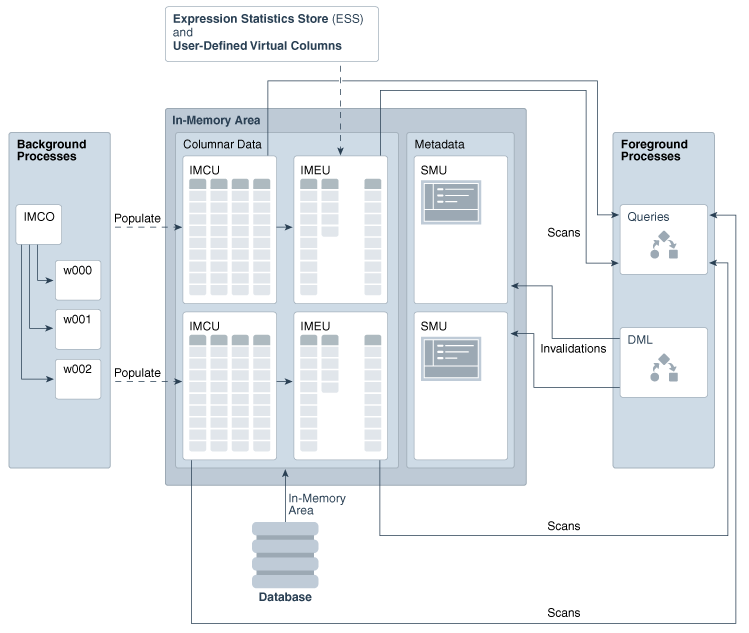 Expression Statistics Store (ESS)
and
User-Defined Virtual Columns
In-Memory Area
Background
Processes
IMCO
w000
w001
w002
Populate
Populate
Columnar Data
IMCU
IMEU
IMCU
IMEU
Metadata
SMU
SMU
Foreground
Processes
Queries
DML
Scans
Invalidations
In-Memory
Area
Database
Scans
Scans